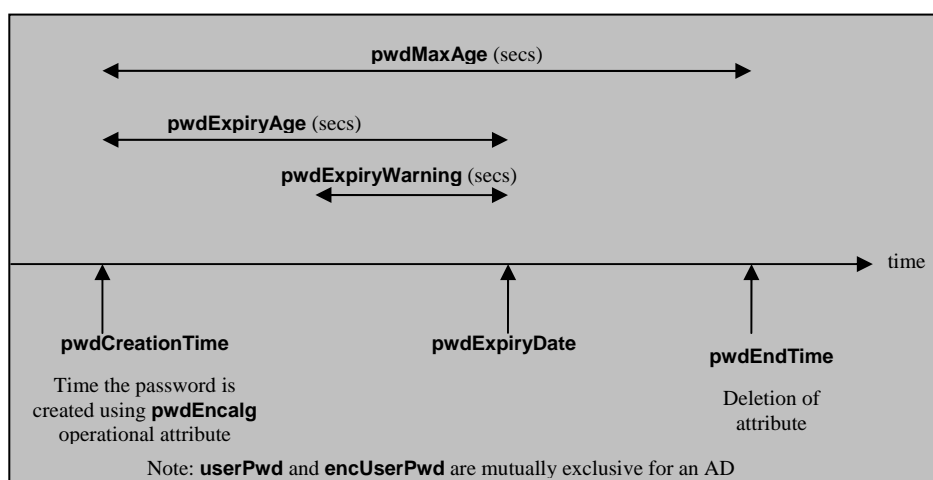 pwdMaxAge (secs)
pwdExpiryAge (secs)
pwdExpiryWarning (secs)
time
pwdCreationTime
Time the password is
created using pwdEncalg
operational attribute
pwdExpiryDate
pwdEndTime
Deletion of
attribute
Note: userPwd and encUserPwd are mutually exclusive for an AD